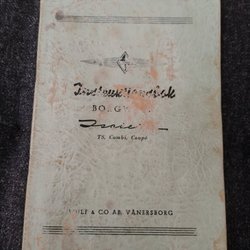 Instruktionsbok
BORGWARD
TS, Combi, Coupé
& CO AB, VÄNERSBORG